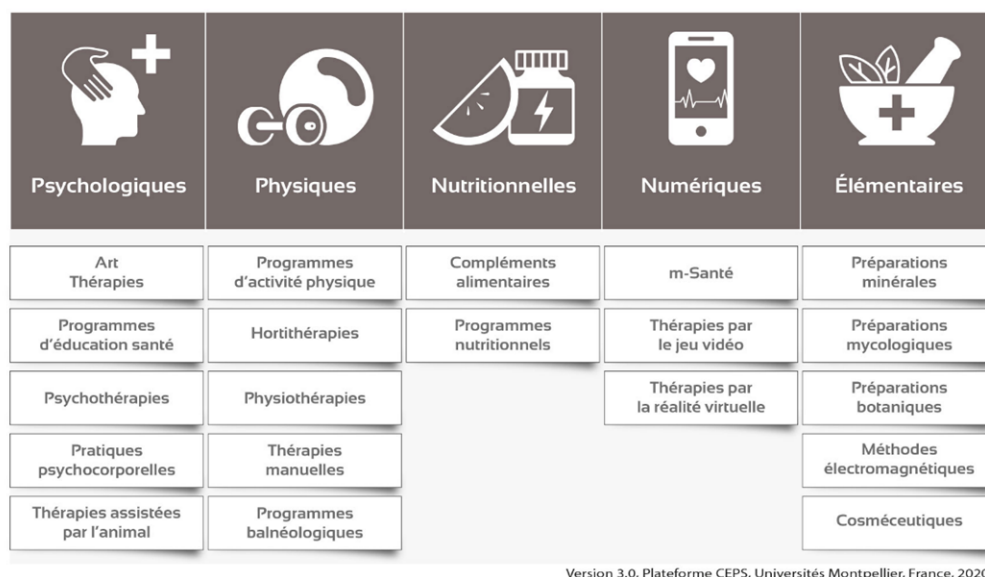 Psychologiques
Physiques
Nutritionnelles
Numériques
Élémentaires
Art
Thérapies
Programmes
d'éducation santé
Psychothérapies
Pratiques
psychocorporelles
Thérapies assistées
par l'animal
Programmes
d'activité physique
Hortithérapies
Physiothérapies
Thérapies
manuelles
Programmes
balnéologiques
Compléments
alimentaires
Programmes
nutritionnels
m-Santé
Thérapies par
le jeu vidéo
Thérapies par
la réalité virtuelle
Préparations
minérales
Préparations
mycologiques
Préparations
botaniques
Méthodes
électromagnétiques
Cosméceutiques
Version 3.0, Plateforme CEPS, Universités Montpellier, France, 2020